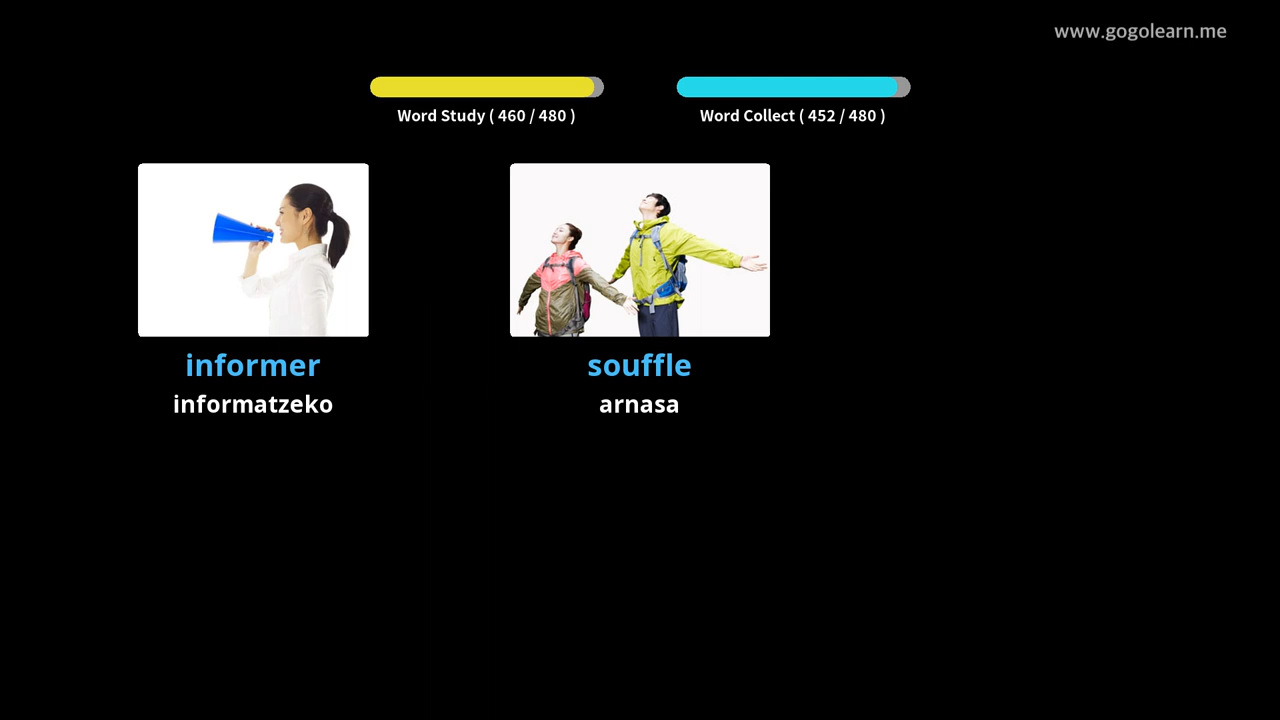 www.gogolearn.me
Word Study ( 460 / 480 )
Word Collect ( 452 / 480 )
informer
informatzeko
souffle
arnasa